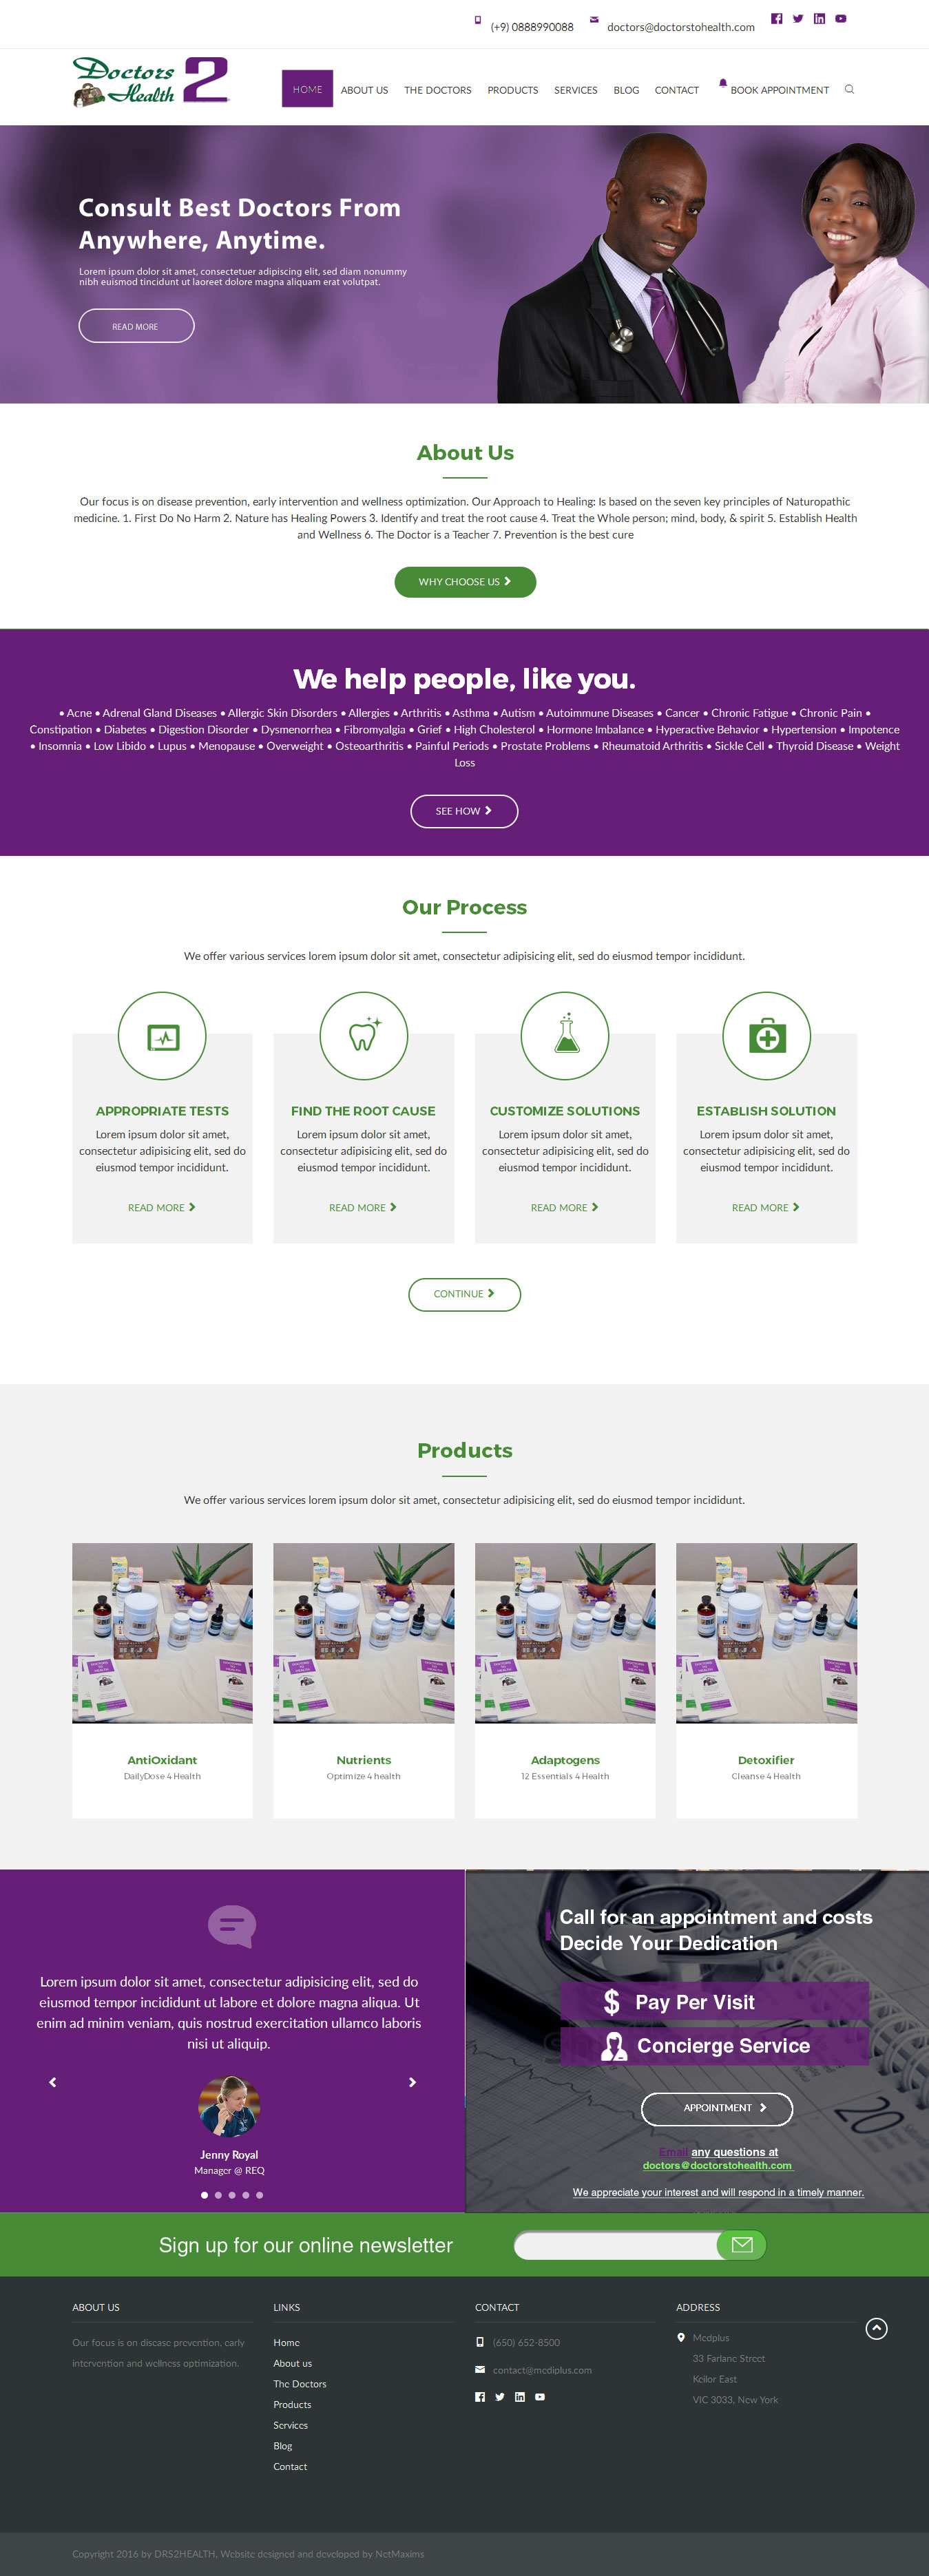 (+9) 0888990088 doctors@doctorstohealth.com
Doctors 2
Health
HOME ABOUT US THE DOCTORS PRODUCTS SERVICES BLOG CONTACT BOOK APPOINTMENT
Consult Best Doctors From
Anywhere, Anytime.
Lorem ipsum dolor sit amet, consectetuer adipiscing elit, sed diam nonummy
nibh euismod tincidunt ut laoreet dolore magna aliquam erat volutpat.
READ MORE
About Us
Our focus is on disease prevention, early intervention and wellness optimization. Our Approach to Healing: Is based on the seven key principles of Naturopathic
medicine. 1. First Do No Harm 2. Nature has Healing Powers 3. Identify and treat the root cause 4. Treat the Whole person; mind, body, & spirit 5. Establish Health
and Wellness 6. The Doctor is a Teacher 7. Prevention is the best cure
WHY CHOOSE US
We help people, like you.
• Acne • Adrenal Gland Diseases • Allergic Skin Disorders • Allergies • Arthritis • Asthma • Autism • Autoimmune Diseases • Cancer • Chronic Fatigue • Chronic Pain •
Constipation • Diabetes • Digestion Disorder • Dysmenorrhea • Fibromyalgia • Grief • High Cholesterol • Hormone Imbalance • Hyperactive Behavior • Hypertension • Impotence
• Insomnia • Low Libido • Lupus • Menopause • Overweight • Osteoarthritis • Painful Periods • Prostate Problems • Rheumatoid Arthritis • Sickle Cell • Thyroid Disease • Weight
Loss
SEE HOW
Our Process
We offer various services lorem ipsum dolor sit amet, consectetur adipisicing elit, sed do eiusmod tempor incididunt.
APPROPRIATE TESTS
Lorem ipsum dolor sit amet,
consectetur adipisicing elit, sed do
eiusmod tempor incididunt.
READ MORE
FIND THE ROOT CAUSE
Lorem ipsum dolor sit amet,
consectetur adipisicing elit, sed do
eiusmod tempor incididunt.
READ MORE
CUSTOMIZE SOLUTIONS
Lorem ipsum dolor sit amet,
consectetur adipisicing elit, sed do
eiusmod tempor incididunt.
READ MORE
ESTABLISH SOLUTION
Lorem ipsum dolor sit amet,
consectetur adipisicing elit, sed do
eiusmod tempor incididunt.
READ MORE
CONTINUE
Products
We offer various services lorem ipsum dolor sit amet, consectetur adipisicing elit, sed do eiusmod tempor incididunt.
AntiOxidant
DailyDose 4 Health
Nutrients
Optimize 4 health
Adaptogens
12 Essentials 4 Health
Detoxifier
Cleanse 4 Health
Lorem ipsum dolor sit amet, consectetur adipisicing elit, sed do
eiusmod tempor incididunt ut labore et dolore magna aliqua. Ut
enim ad minim veniam, quis nostrud exercitation ullamco laboris
nisi ut aliquip.
Jenny Royal
Manager @ REQ
Call for an appointment and costs
Decide Your Dedication
$ Pay Per Visit
Concierge Service
APPOINTMENT
Email any questions at
doctors@doctorstohealth.com
We appreciate your interest and will respond in a timely manner.
20
Sign up for our online newsletter
ABOUT US
Our focus is on disease prevention, early
intervention and wellness optimization.
LINKS
Home
About us
The Doctors
Products
Services
Blog
Contact
CONTACT
(650) 652-8500
contact@mediplus.com
ADDRESS
Medplus
33 Farlane Street
Keilor East
VIC 3033, New York
Copyright 2016 by DRS2HEALTH, Website designed and developed by NetMaxims